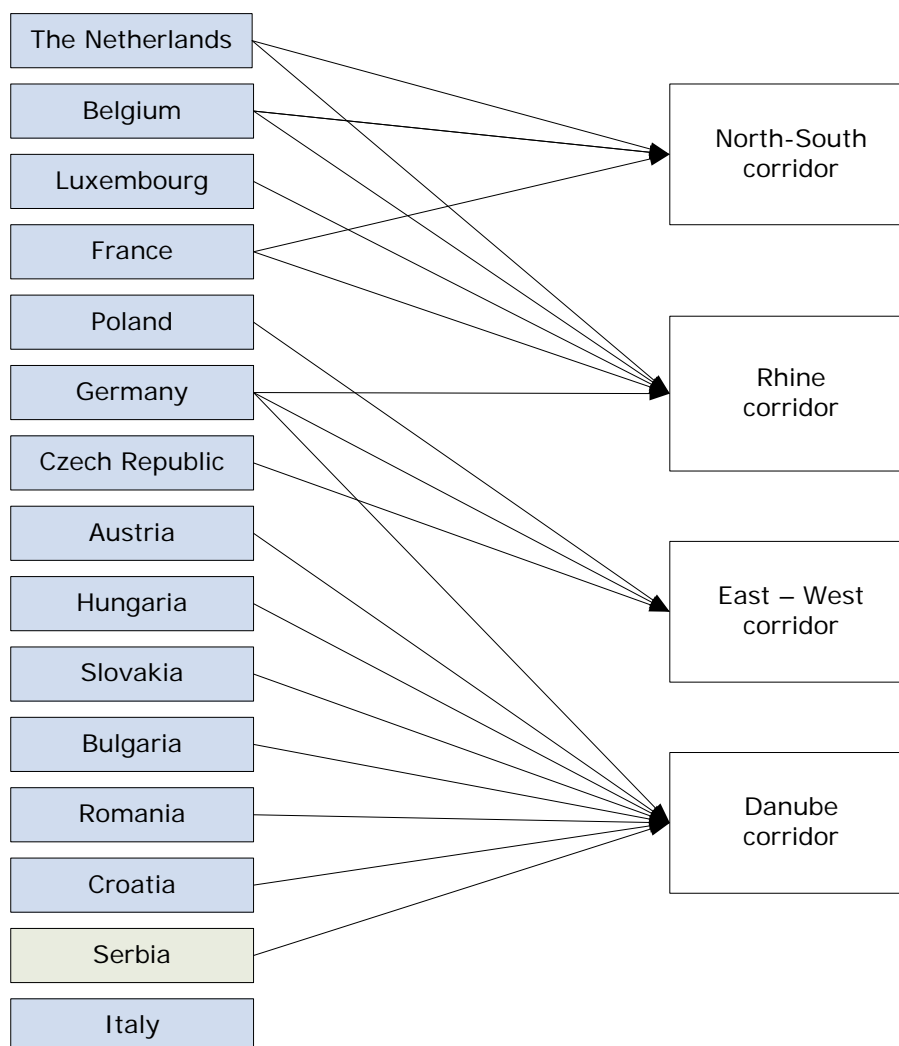 The Netherlands
Belgium
Luxembourg
France
Poland
Germany
Czech Republic
Austria
Hungaria
Slovakia
Bulgaria
Romania
Croatia
Serbia
Italy
North-South
corridor
Rhine
corridor
East – West
corridor
Danube
corridor